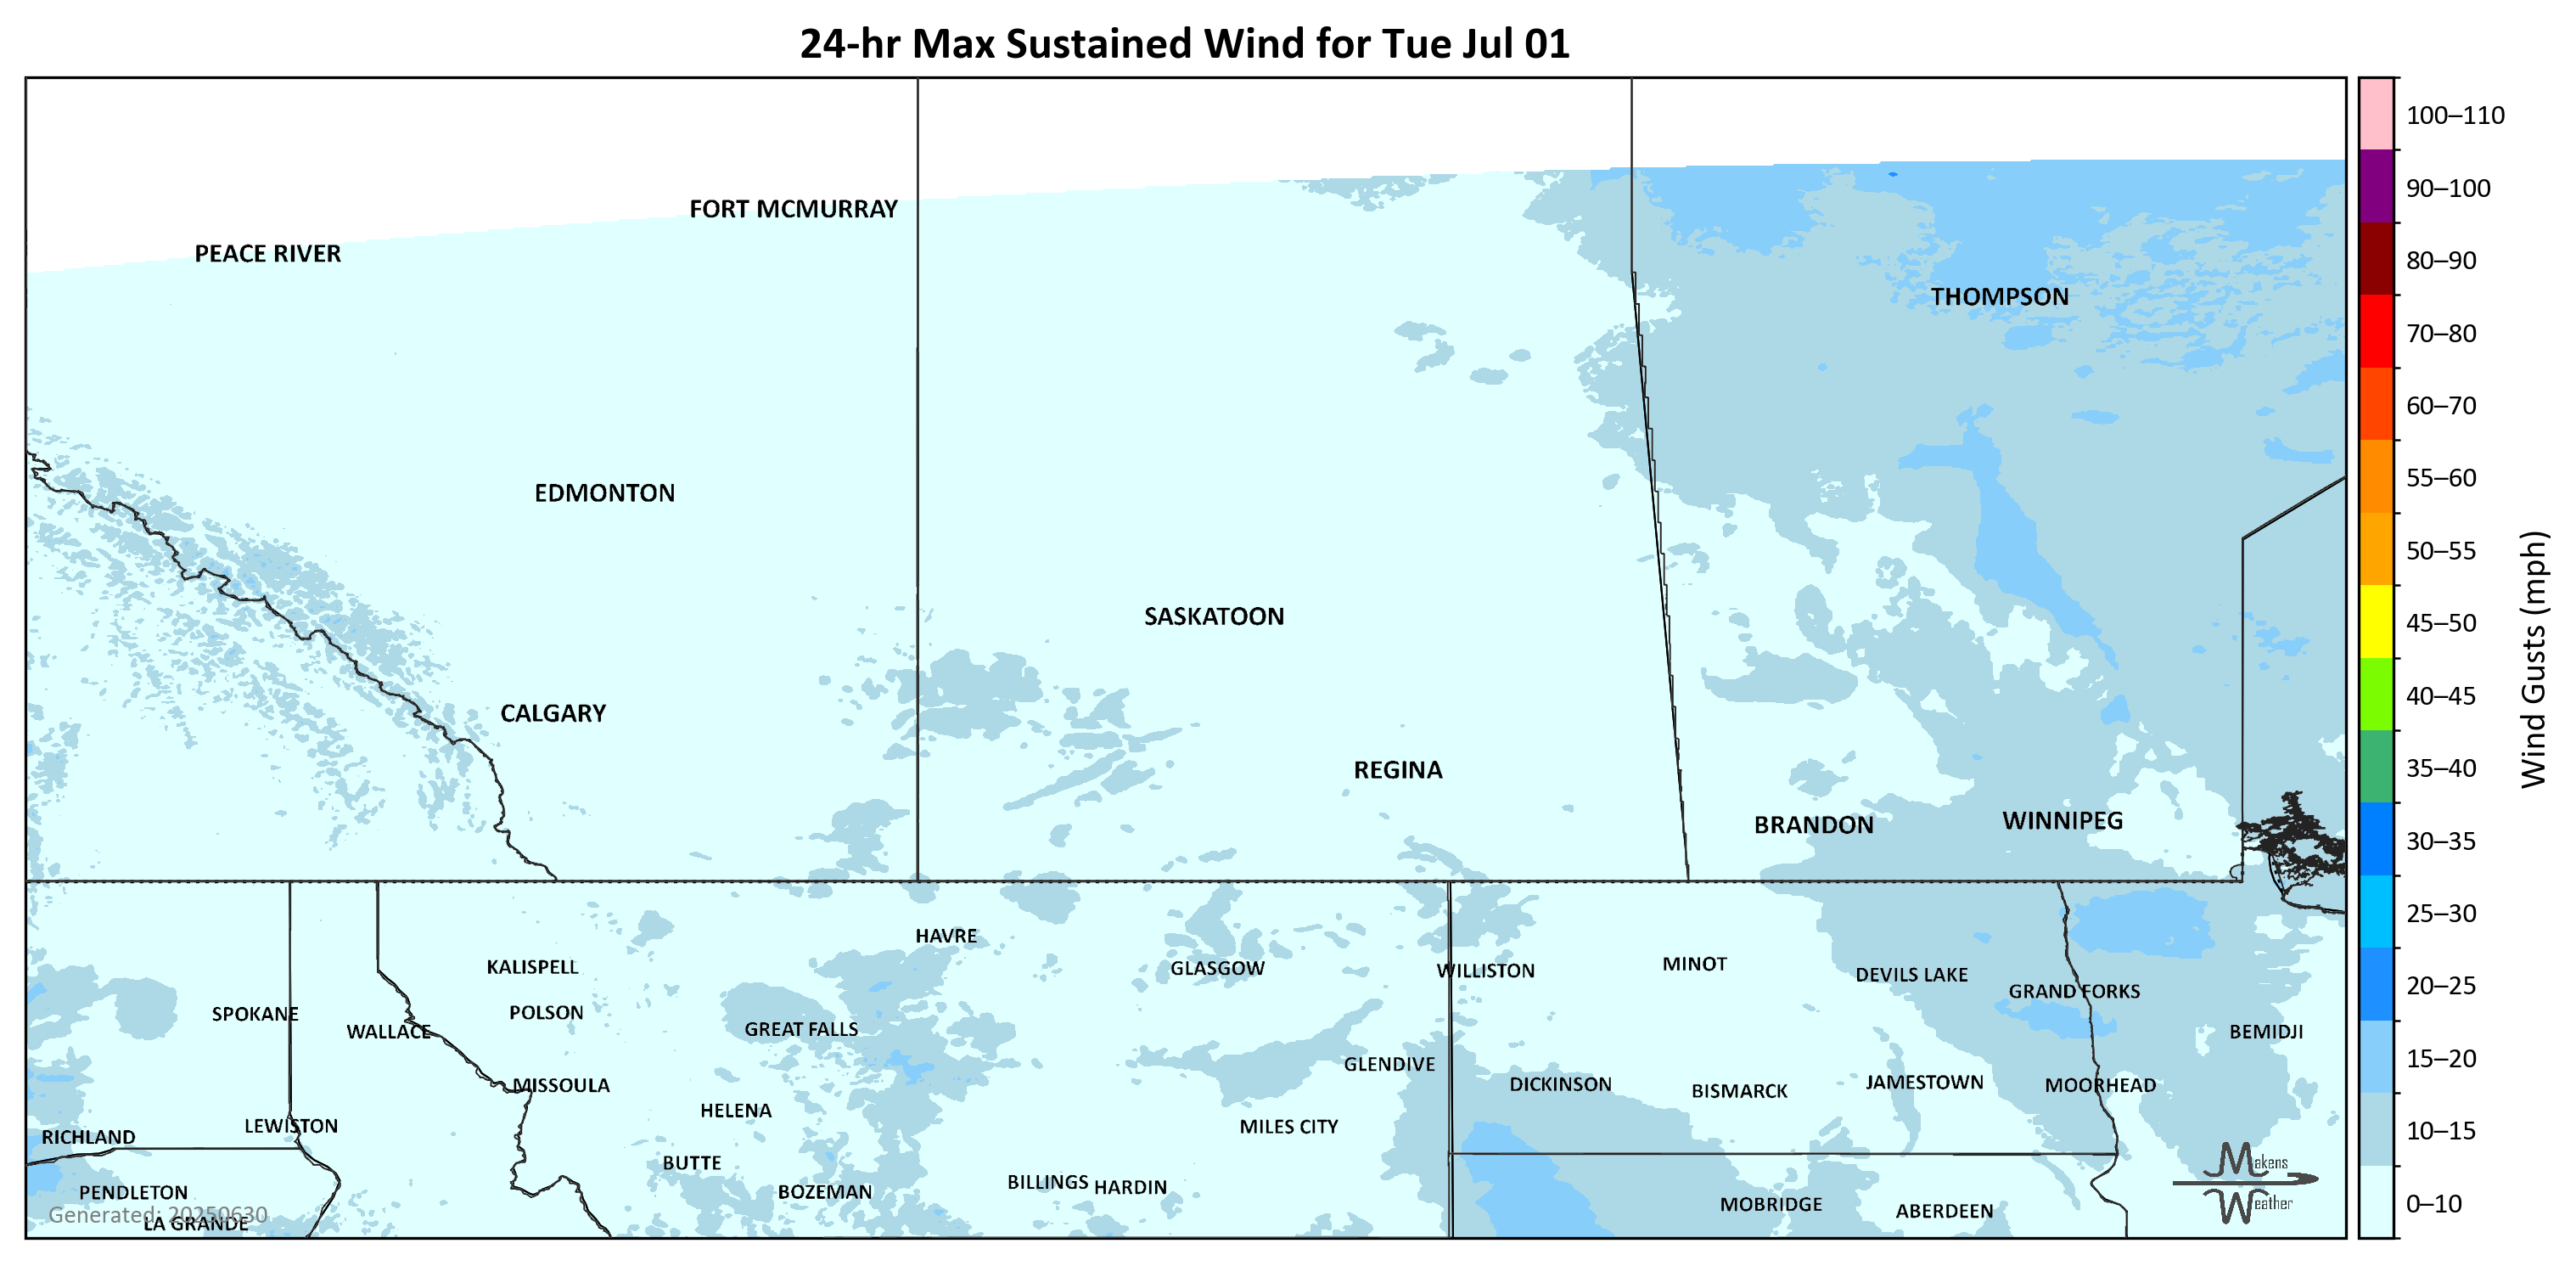 24-hr Max Sustained Wind for Tue Jul 01
100–110
90–100
80–90
70–80
60–70
55–60
50–55
45–50
40–45
35–40
30–35
25–30
20–25
15–20
10–15
0–10
Wind Gusts (mph)
FORT MCMURRAY
PEACE RIVER
THOMPSON
EDMONTON
SASKATOON
CALGARY
REGINA
BRANDON
WINNIPEG
HAVRE
KALISPELL
GLASGOW
WILLISTON
MINOT
DEVILS LAKE
GRAND FORKS
SPOKANE
POLSON
WALLACE
GREAT FALLS
BEMIDJI
GLENDIVE
MISSOULA
DICKINSON
BISMARCK
JAMESTOWN
MOORHEAD
HELENA
LEWISTON
MILES CITY
RICHLAND
BUTTE
PENDLETON
BOZEMAN
BILLINGS
HARDIN
MOBRIDGE
ABERDEEN
LA GRANDE
Generated: 20250630
Makens
Weather